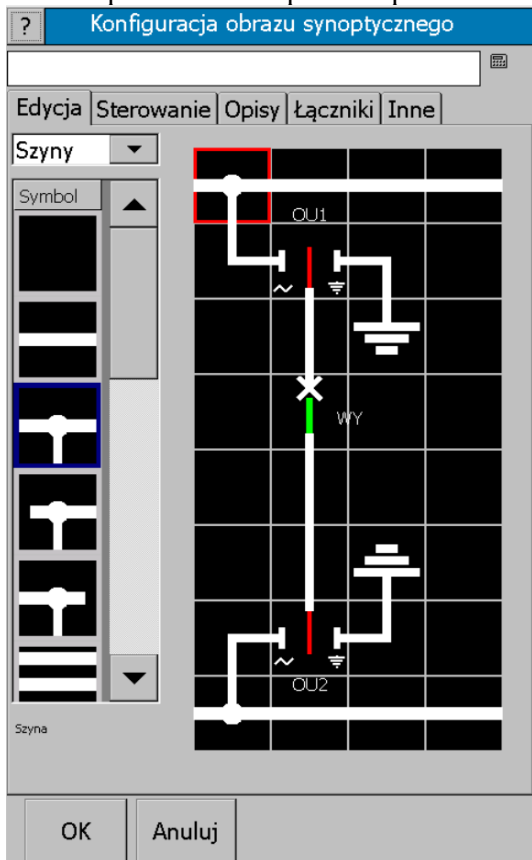 ? Konfiguracja obrazu synoptycznego
Edycja Sterowanie Opisy Łączniki Inne
Szyny
Symbol
OU1
WY
OU2
Szyna
OK Anuluj